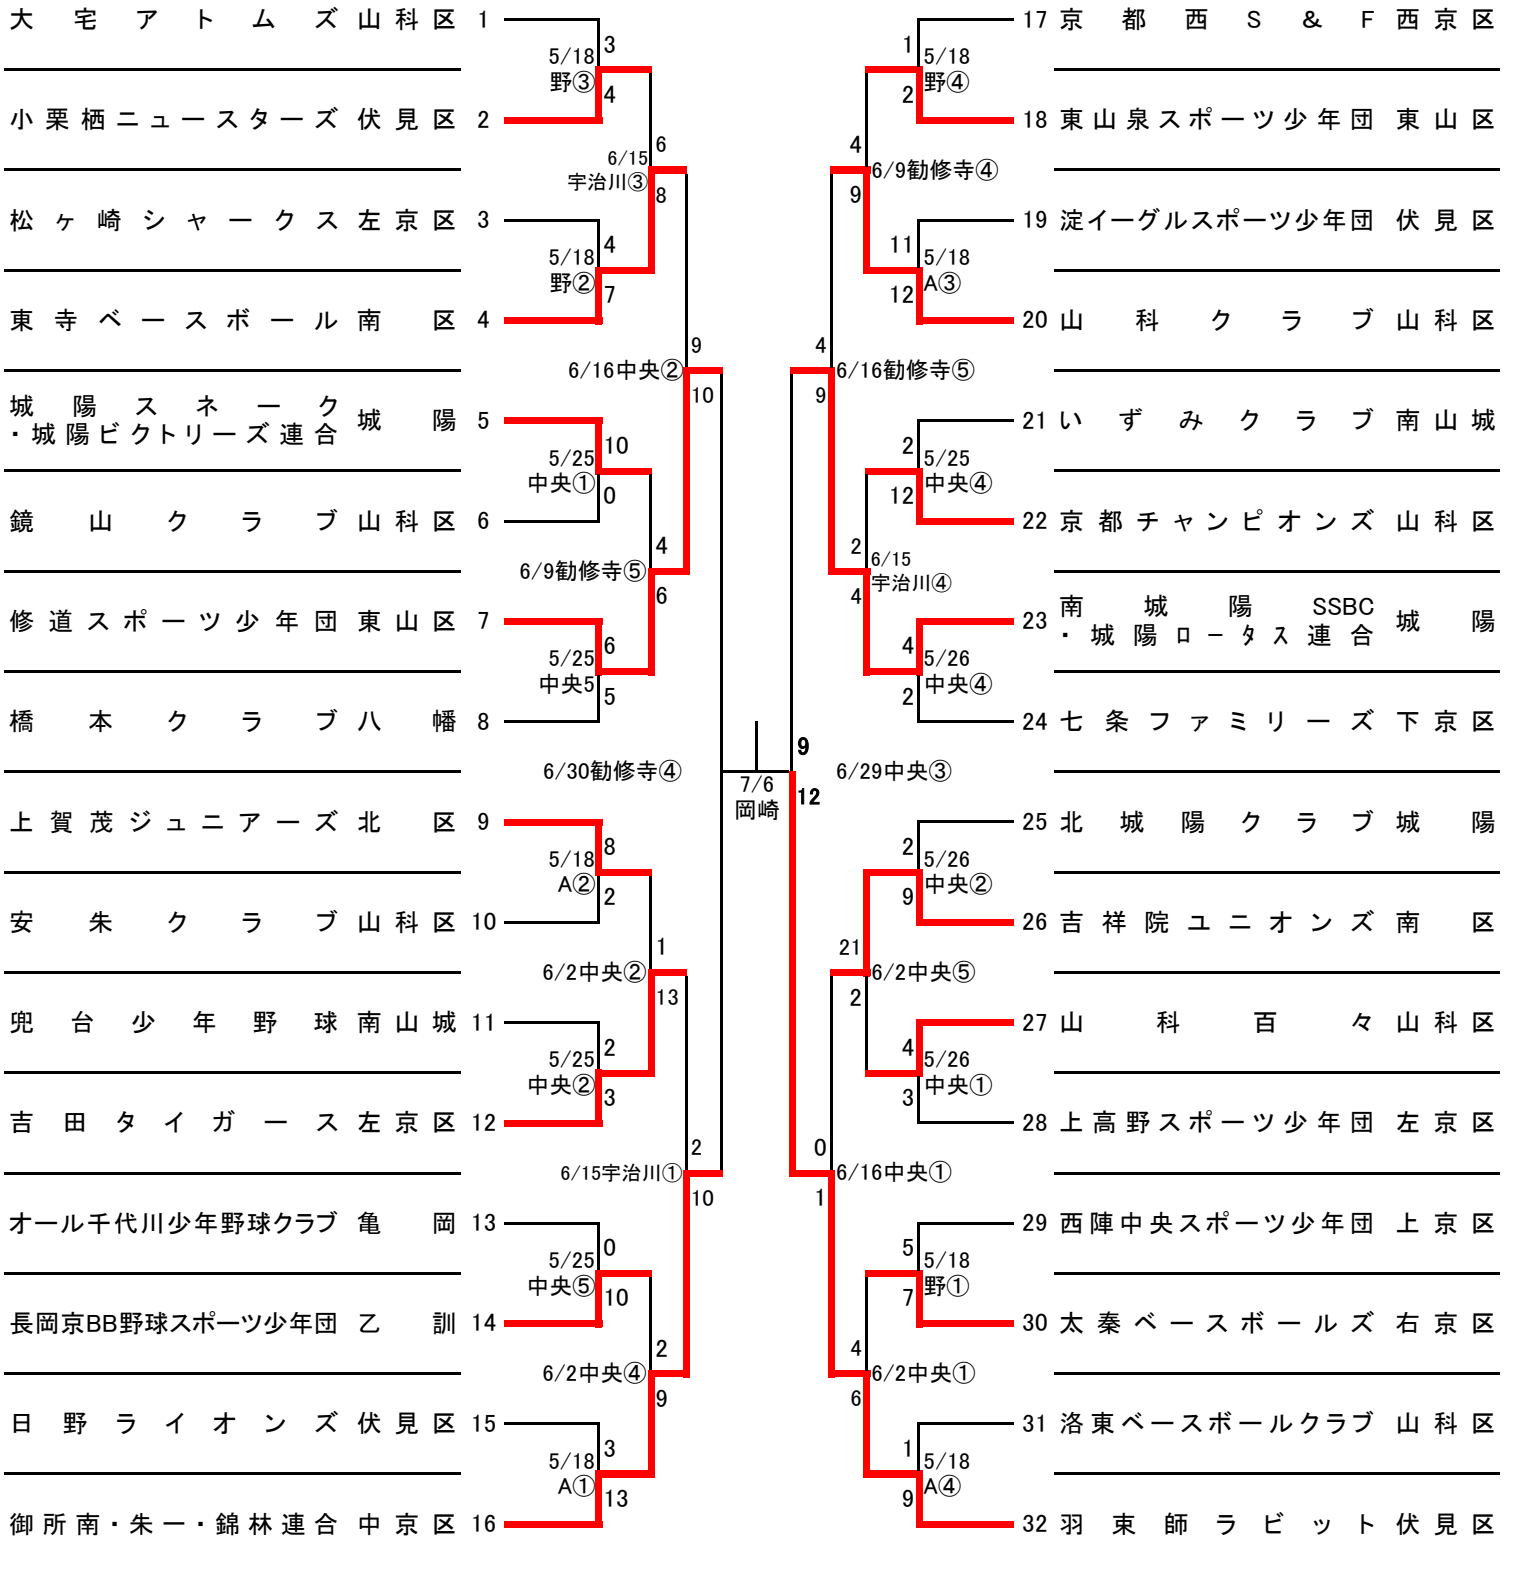 大宅アトムズ 山科区 1
3
5/18
野③
4
小栗栖ニュースターズ 伏見区 2
6
6/15
宇治川③
8
松ヶ崎シャークス 左京区 3
4
5/18
野②
7
東寺ベースボール 南区 4
9
6/16中央②
10
城陽スネーク
・城陽ビクトリーズ連合 城陽 5
10
5/25
中央①
0
鏡山クラブ 山科区 6
4
6/9勧修寺⑤
6
修道スポーツ少年団 東山区 7
6
5/25
中央5
5
橋本クラブ 八幡 8
6/30勧修寺④
上賀茂ジュニアーズ 北区 9
8
5/18
A②
2
安朱クラブ 山科区 10
1
6/2中央②
13
兜台少年野球 南山城 11
2
5/25
中央②
3
吉田タイガース 左京区 12
2
6/15宇治川①
10
オール千代川少年野球クラブ 亀岡 13
0
5/25
中央⑤
10
長岡京BB野球スポーツ少年団 乙訓 14
2
6/2中央④
9
日野ライオンズ 伏見区 15
3
5/18
A①
13
御所南・朱一・錦林連合 中京区 16
7/6
岡崎
17 京都西S&F 西京区
1
5/18
野④
2
18 東山泉スポーツ少年団 東山区
4
6/9勧修寺④
9
19 淀イーグルスポーツ少年団 伏見区
11
5/18
A③
12
20 山科クラブ 山科区
4
6/16勧修寺⑤
9
21 いずみクラブ 南山城
2
5/25
中央④
12
22 京都チャンピオンズ 山科区
2
6/15
宇治川④
4
23 南城陽SSBC
・城陽ロータス連合 城陽
4
5/26
中央④
2
24 七条ファミリーズ 下京区
9
6/29中央③
12
25 北城陽クラブ 城陽
2
5/26
中央②
9
26 吉祥院ユニオンズ 南区
21
6/2中央⑤
2
27 山科百々 山科区
4
5/26
中央①
3
28 上高野スポーツ少年団 左京区
0
6/16中央①
1
29 西陣中央スポーツ少年団 上京区
5
5/18
野①
7
30 太秦ベースボールズ 右京区
4
6/2中央①
6
31 洛東ベースボールクラブ 山科区
1
5/18
A④
9
32 羽束師ラビット 伏見区